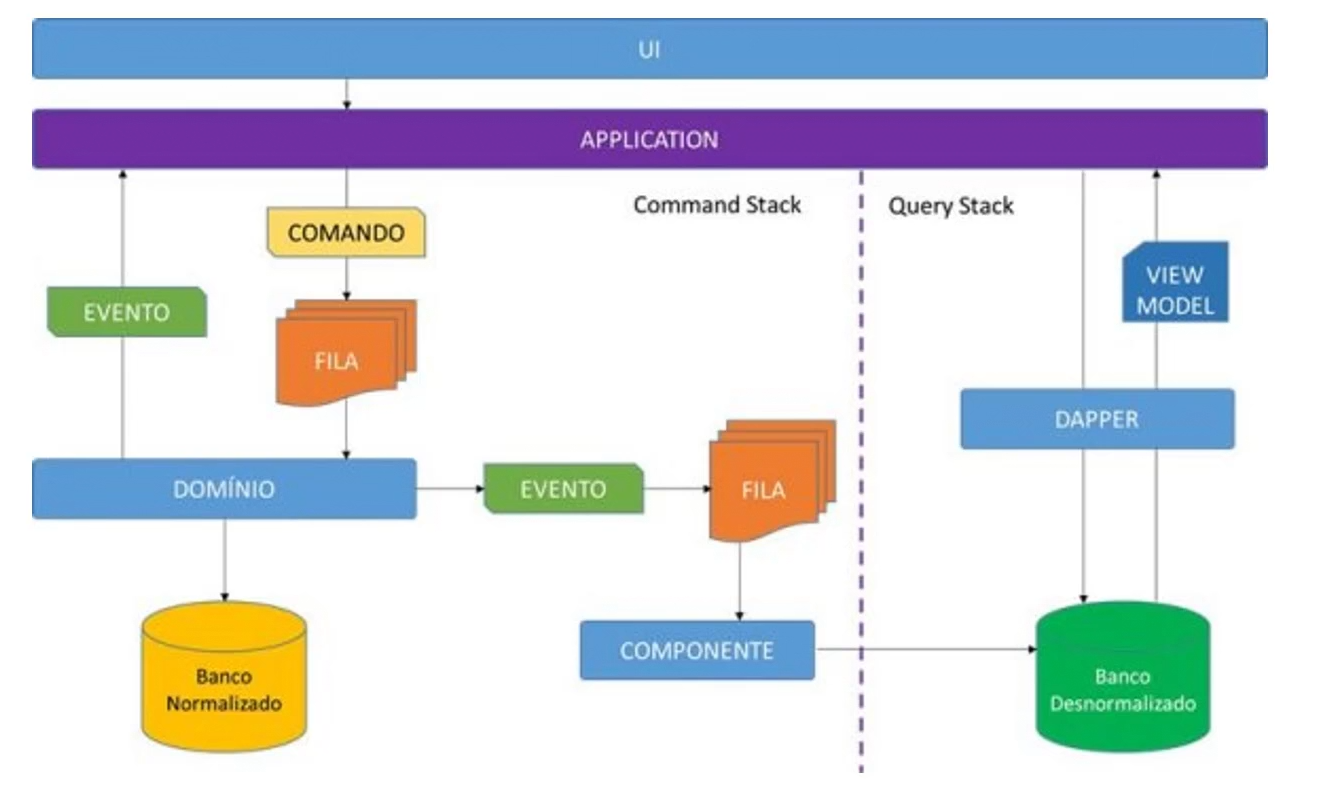 UI
APPLICATION
Command Stack
Query Stack
COMANDO
EVENTO
FILA
VIEW
MODEL
DAPPER
DOMÍNIO
EVENTO
FILA
COMPONENTE
Banco
Normalizado
Banco
Desnormalizado